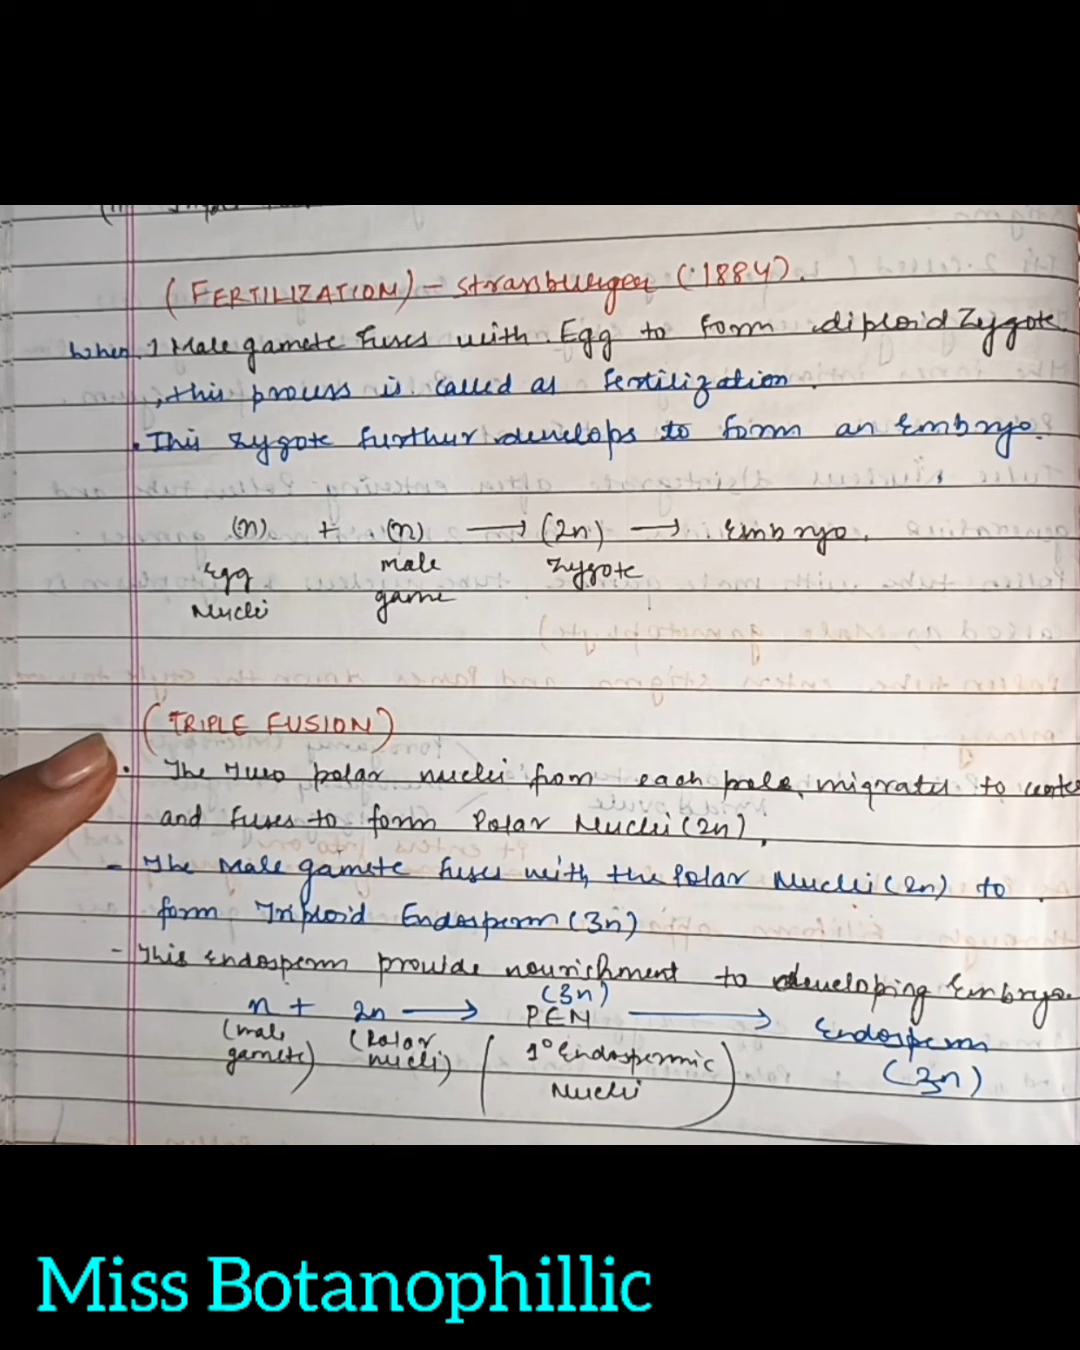 (FERTILIZATION) - Strasburger (1884).
When 1 Male gamete Fuses with Egg to form diploid Zygote
, this process is called as fertilization.
. This Zygote furthur develops to form an Embryo.
(n) + (n) → (2n) → Embryo.
Egg Nuclei male game Zygote
(TRIPLE FUSION)
. The Two polar nuclei from each pole, migrates to center
and fuses to form Polar Nuclei (2n),
- The Male gamete fuses with the Polar Nuclei (2n) to
form Triploid Endosperm (3n)
- This endosperm provide nourishment to developing Embryo.
(3n)
n + 2n → PEN → Endosperm
(male gamete) (Polar nuclei) (1° Endospermic Nuclei) (3n)
Miss Botanophillic